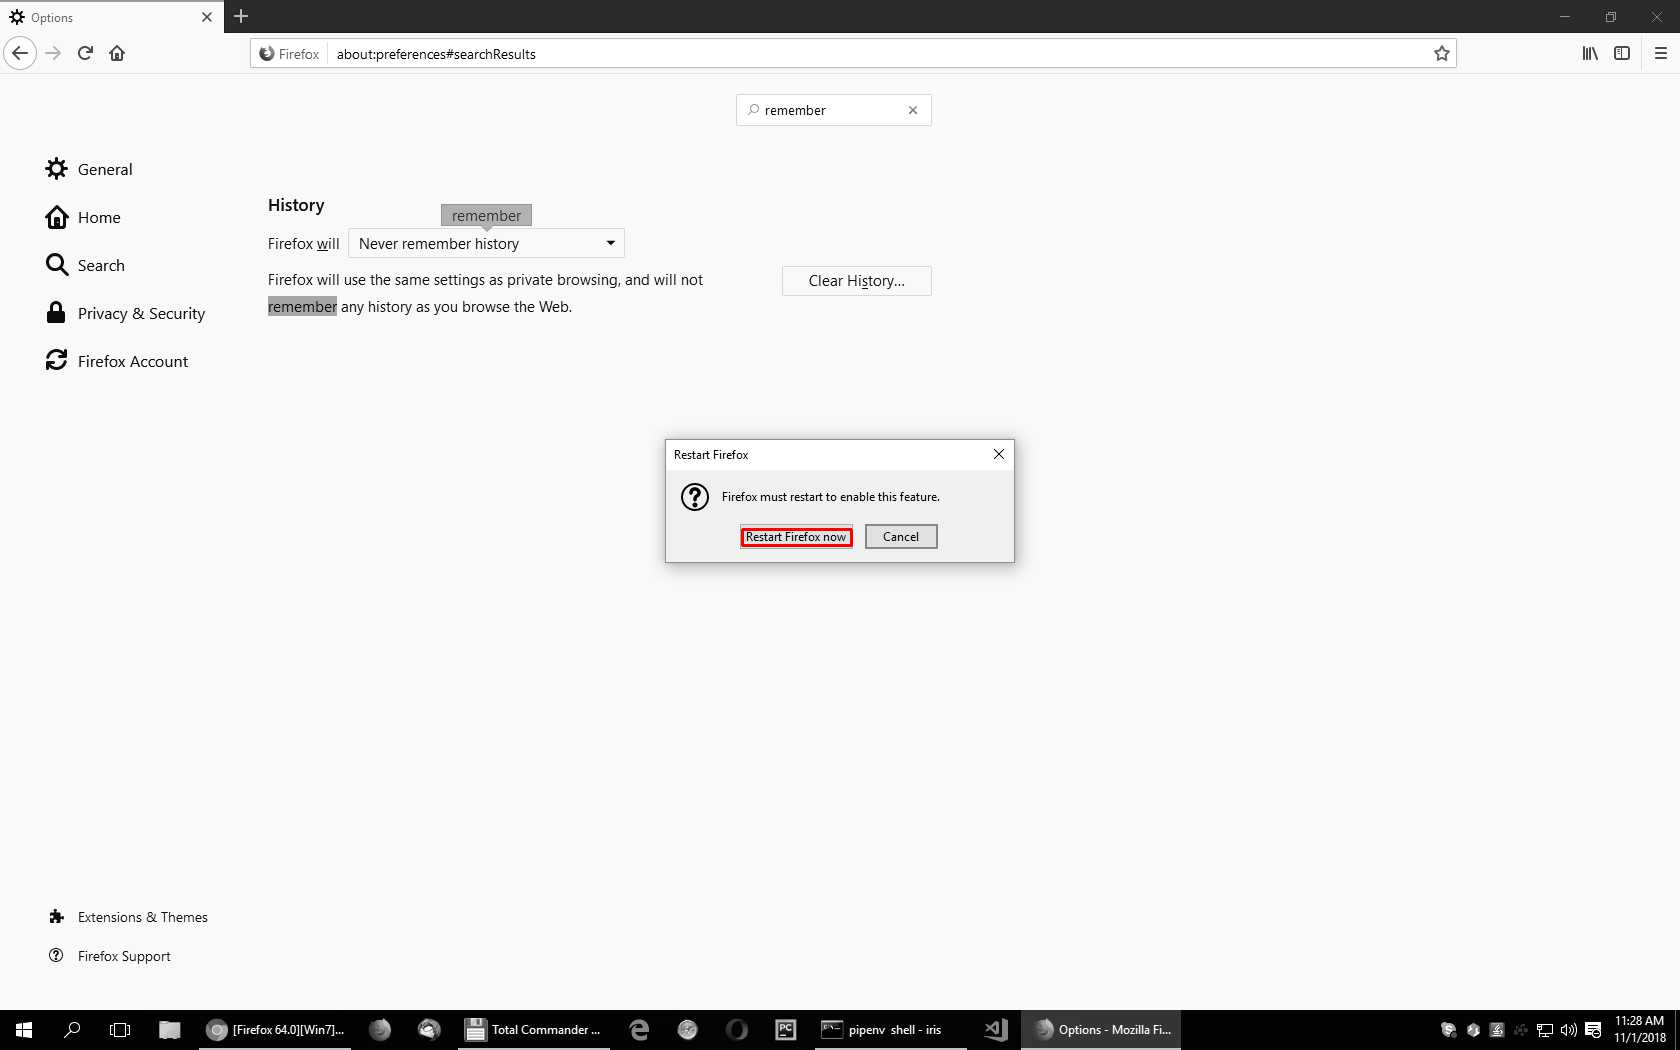 Options
Firefox
about:preferences#searchResults
remember
General
Home
Search
Privacy & Security
Firefox Account
History
remember
Firefox will
Never remember history
Firefox will use the same settings as private browsing, and will not
remember any history as you browse the Web.
Clear History...
Restart Firefox
Firefox must restart to enable this feature.
Restart Firefox now
Cancel
Extensions & Themes
Firefox Support
[Firefox 64.0][Win7]...
Total Commander ...
PC
pipenv shell - iris
Options - Mozilla Fi...
11:28 AM
11/1/2018